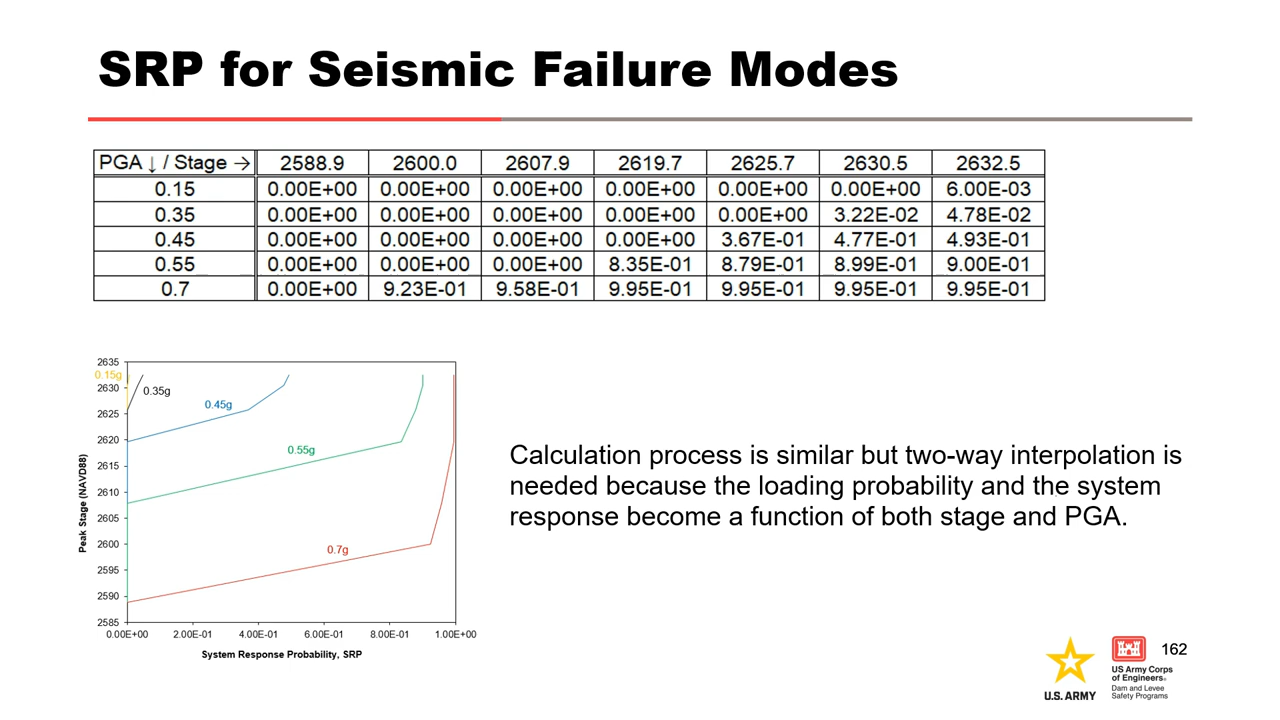 SRP for Seismic Failure Modes
PGA ↓ / Stage → 2588.9 2600.0 2607.9 2619.7 2625.7 2630.5 2632.5
0.15 0.00E+00 0.00E+00 0.00E+00 0.00E+00 0.00E+00 0.00E+00 6.00E-03
0.35 0.00E+00 0.00E+00 0.00E+00 0.00E+00 0.00E+00 3.22E-02 4.78E-02
0.45 0.00E+00 0.00E+00 0.00E+00 0.00E+00 3.67E-01 4.77E-01 4.93E-01
0.55 0.00E+00 0.00E+00 0.00E+00 8.35E-01 8.79E-01 8.99E-01 9.00E-01
0.7 0.00E+00 9.23E-01 9.58E-01 9.95E-01 9.95E-01 9.95E-01 9.95E-01
Peak Stage (NAVD88)
2635
2630
2625
2620
2615
2610
2605
2600
2595
2590
2585
0.15g
0.35g
0.45g
0.55g
0.7g
0.00E+00 2.00E-01 4.00E-01 6.00E-01 8.00E-01 1.00E+00
System Response Probability, SRP
Calculation process is similar but two-way interpolation is
needed because the loading probability and the system
response become a function of both stage and PGA.
U.S. ARMY
US Army Corps
of Engineers®
Dam and Levee
Safety Programs
162